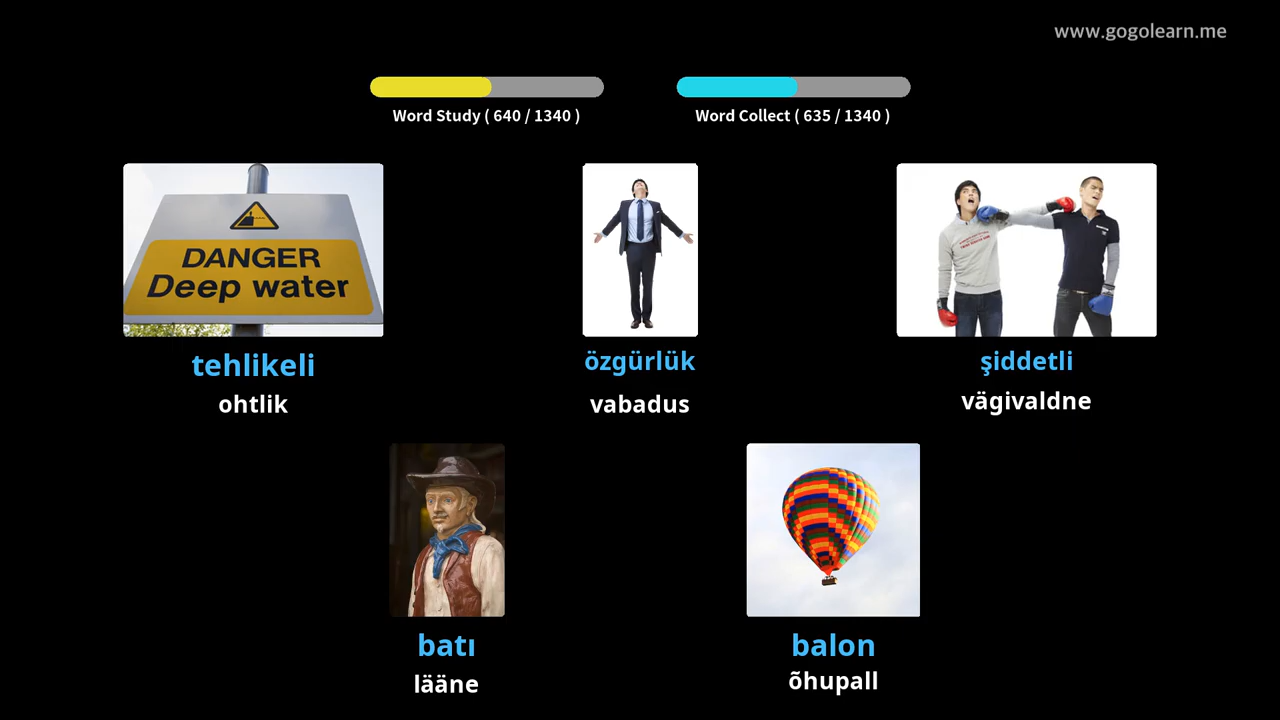 www.gogolearn.me
Word Study ( 640 / 1340 )
Word Collect ( 635 / 1340 )
DANGER
Deep water
tehlikeli
ohtlik
özgürlük
vabadus
şiddetli
vägivaldne
batı
lääne
balon
õhupall